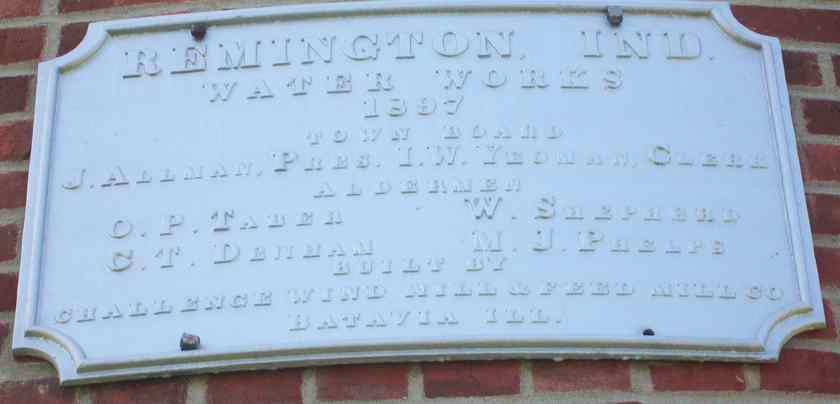 REMINGTON, IND.
WATER WORKS
1897
TOWN BOARD
J. ALLMAN, PRES. I. W. YEOMAN, CLERK
ALDERMEN
O. P. TABER W. SHEPHERD
C. T. DENHAM M. J. PHELPS
BUILT BY
CHALLENGE WIND MILL & FEED MILL CO
BATAVIA ILL.